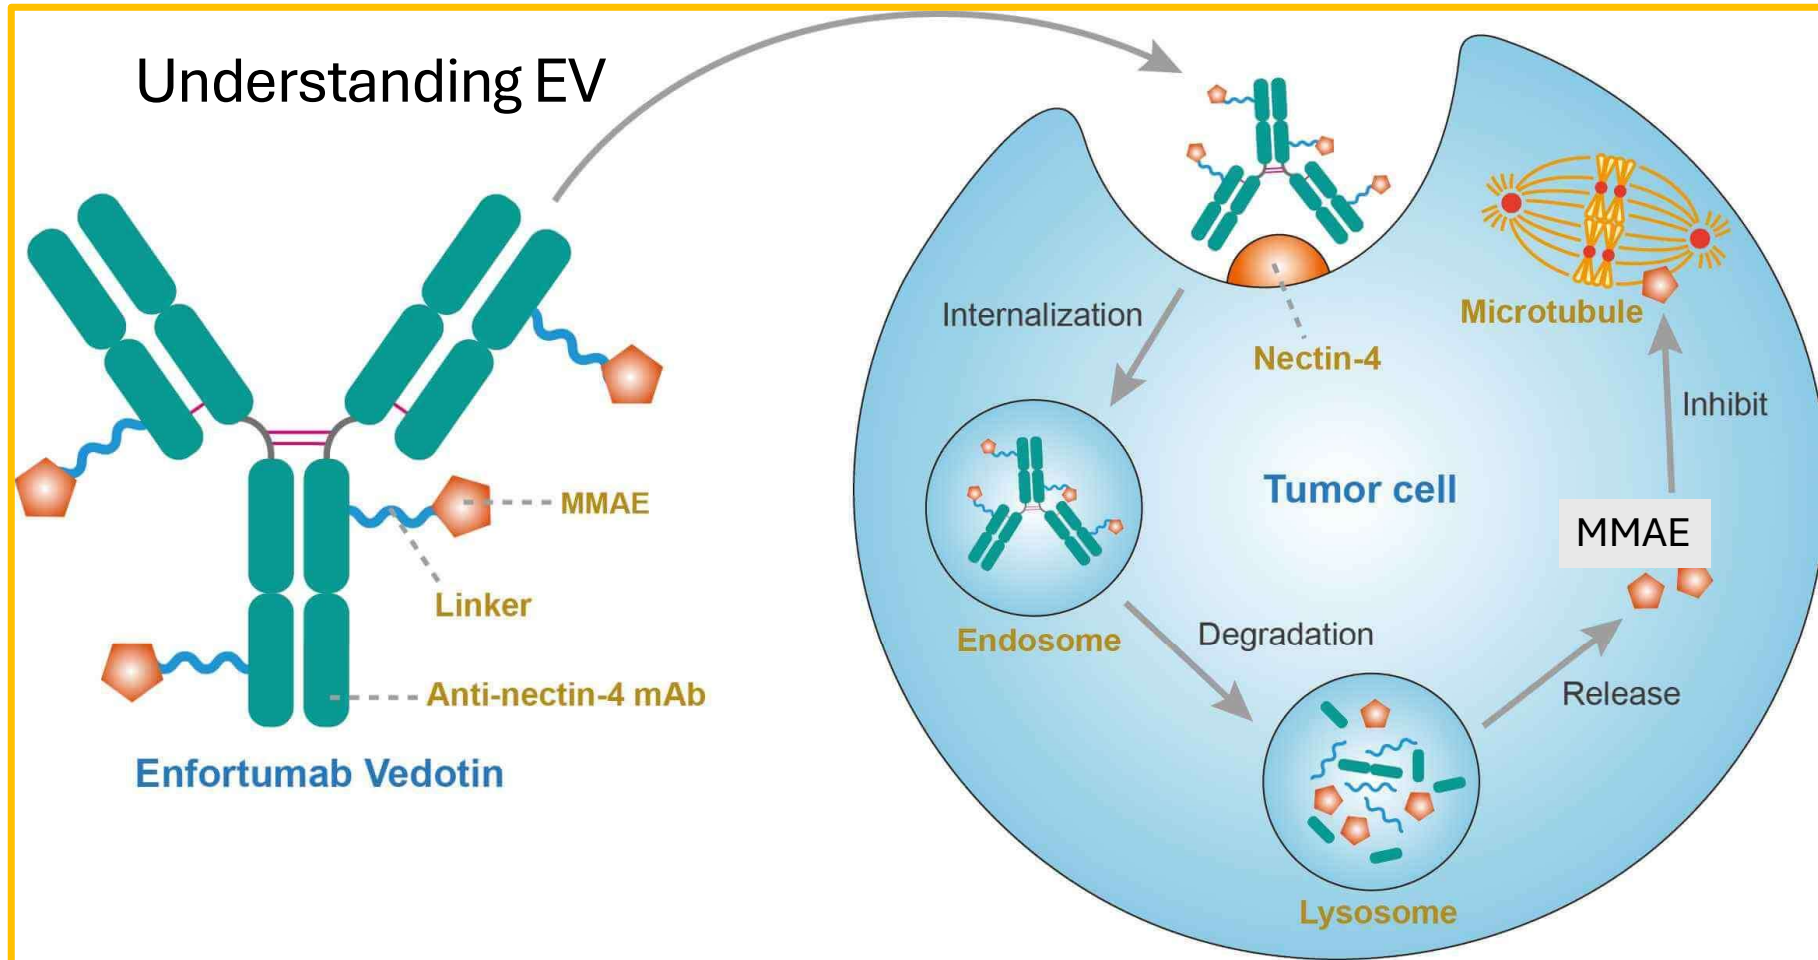 Understanding EV
MMAE
Linker
Anti-nectin-4 mAb
Enfortumab Vedotin
Internalization
Nectin-4
Microtubule
Inhibit
Tumor cell
MMAE
Endosome
Degradation
Release
Lysosome